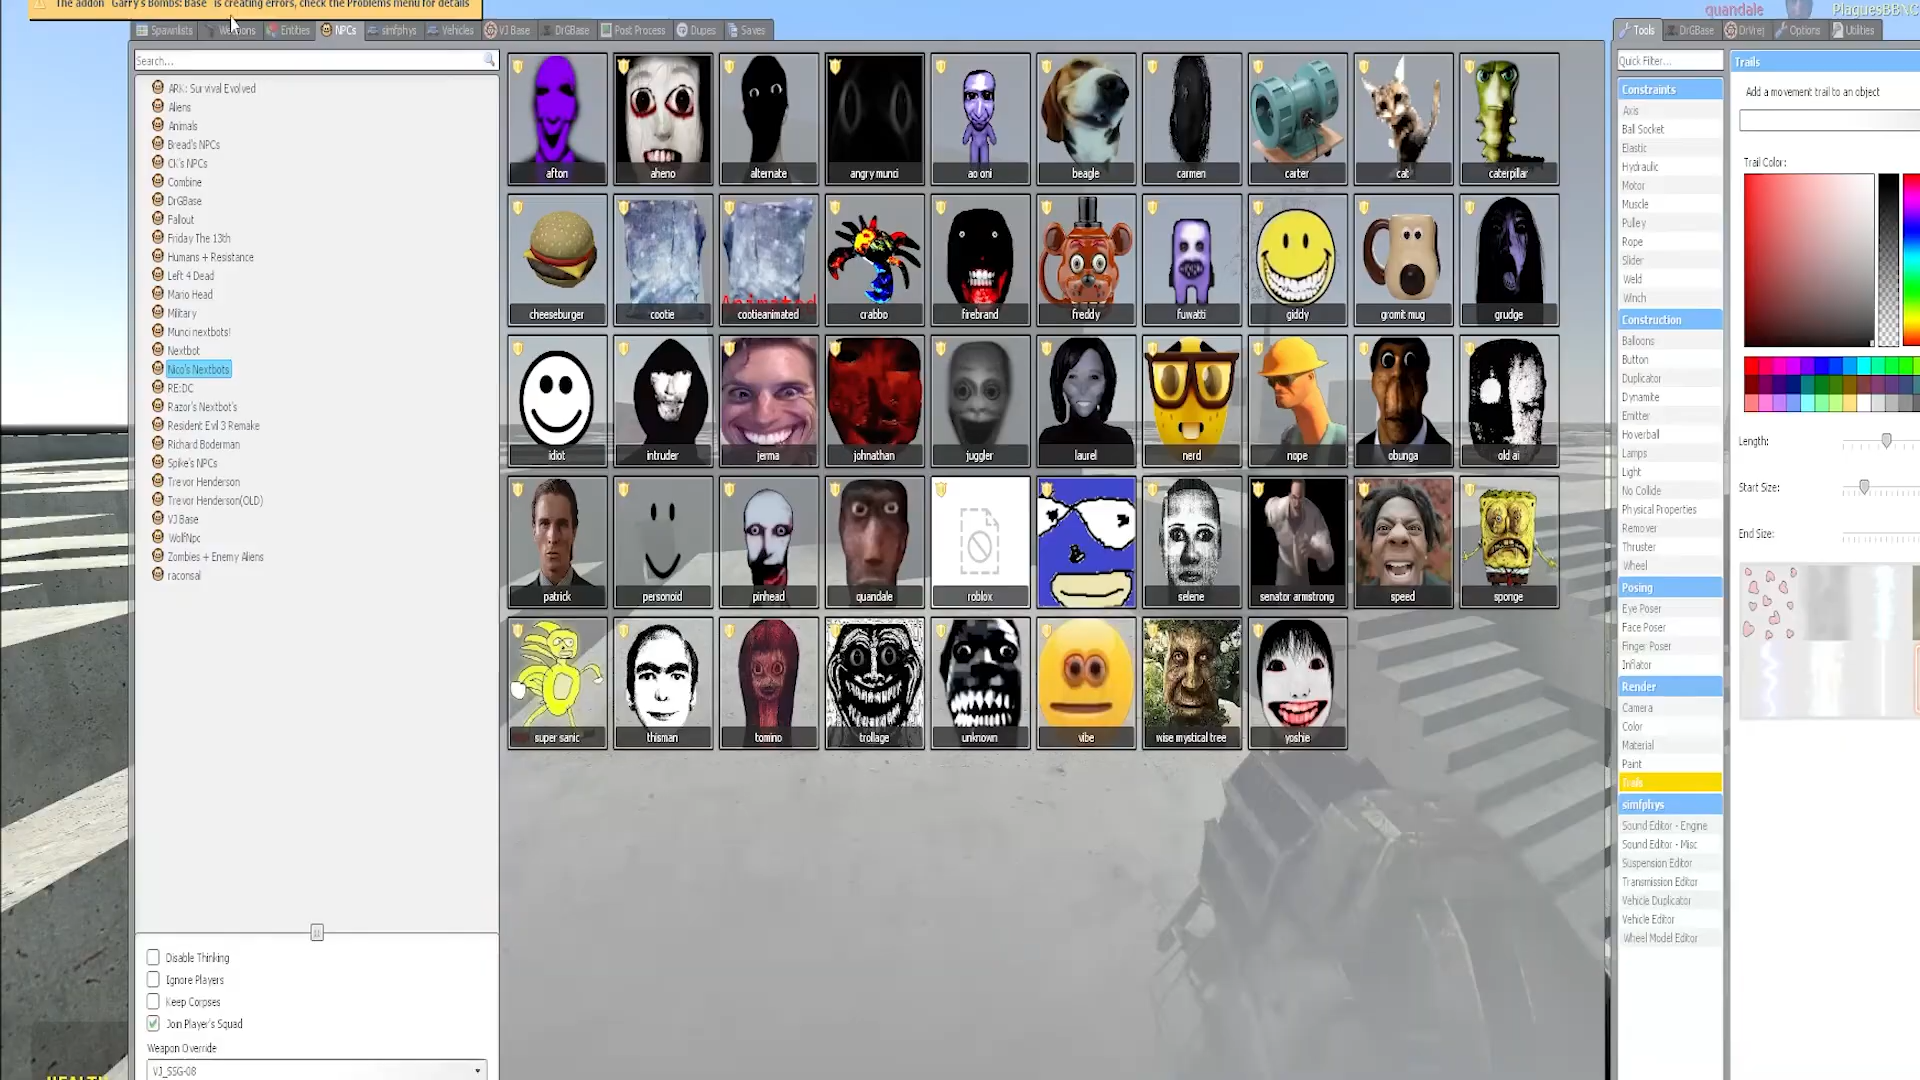 The addon "Garry's Bombs: Base" is creating errors, check the Problems menu for details
quandale
PlaquesBBNC
Spawnlists
Weapons
Entities
NPCs
simfphys
Vehicles
VJ Base
DrGBase
Post Process
Dupes
Saves
Tools
DrGBase
DrVrej
Options
Utilities
Search...
ARK: Survival Evolved
Aliens
Animals
Bread's NPCs
CK's NPCs
Combine
DrGBase
Fallout
Friday The 13th
Humans + Resistance
Left 4 Dead
Mario Head
Military
Munci nextbots!
Nextbot
Nico's Nextbots
RE:DC
Razor's Nextbot's
Resident Evil 3 Remake
Richard Boderman
Spike's NPCs
Trevor Henderson
Trevor Henderson(OLD)
VJ Base
WolfNpc
Zombies + Enemy Aliens
raconsal
Disable Thinking
Ignore Players
Keep Corpses
Join Player's Squad
Weapon Override
VJ_SSG-08
HEALTH
afton
aheno
alternate
angry munci
ao oni
beagle
carmen
carter
cat
caterpillar
cheeseburger
cootie
Animated
cootieanimated
crabbo
firebrand
freddy
fuwatti
giddy
gromit mug
grudge
idiot
intruder
jerma
johnathan
juggler
laurel
nerd
nope
obunga
old ai
patrick
personoid
pinhead
quandale
roblox
selene
senator armstrong
speed
sponge
super sanic
thisman
tomino
trollage
unknown
vibe
wise mystical tree
yoshie
Quick Filter...
Constraints
Axis
Ball Socket
Elastic
Hydraulic
Motor
Muscle
Pulley
Rope
Slider
Weld
Winch
Construction
Balloons
Button
Duplicator
Dynamite
Emitter
Hoverball
Lamps
Light
No Collide
Physical Properties
Remover
Thruster
Wheel
Posing
Eye Poser
Face Poser
Finger Poser
Inflator
Render
Camera
Color
Material
Paint
Trails
simfphys
Sound Editor - Engine
Sound Editor - Misc
Suspension Editor
Transmission Editor
Vehicle Duplicator
Vehicle Editor
Wheel Model Editor
Trails
Add a movement trail to an object
Trail Color:
Length:
Start Size:
End Size: